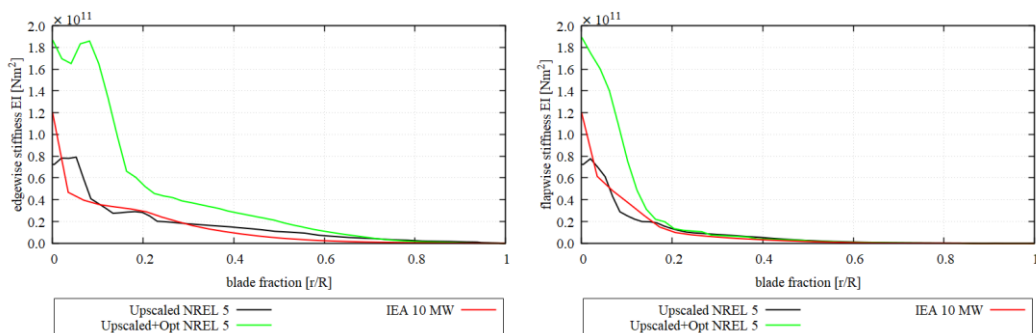 × 10¹¹
2.0
1.8
1.6
1.4
1.2
1.0
0.8
0.6
0.4
0.2
0.0
edgewise stiffness EI [Nm²]
0 0.2 0.4 0.6 0.8 1
blade fraction [r/R]
Upscaled NREL 5 IEA 10 MW
Upscaled+Opt NREL 5
× 10¹¹
2.0
1.8
1.6
1.4
1.2
1.0
0.8
0.6
0.4
0.2
0.0
flapwise stiffness EI [Nm²]
0 0.2 0.4 0.6 0.8 1
blade fraction [r/R]
Upscaled NREL 5 IEA 10 MW
Upscaled+Opt NREL 5